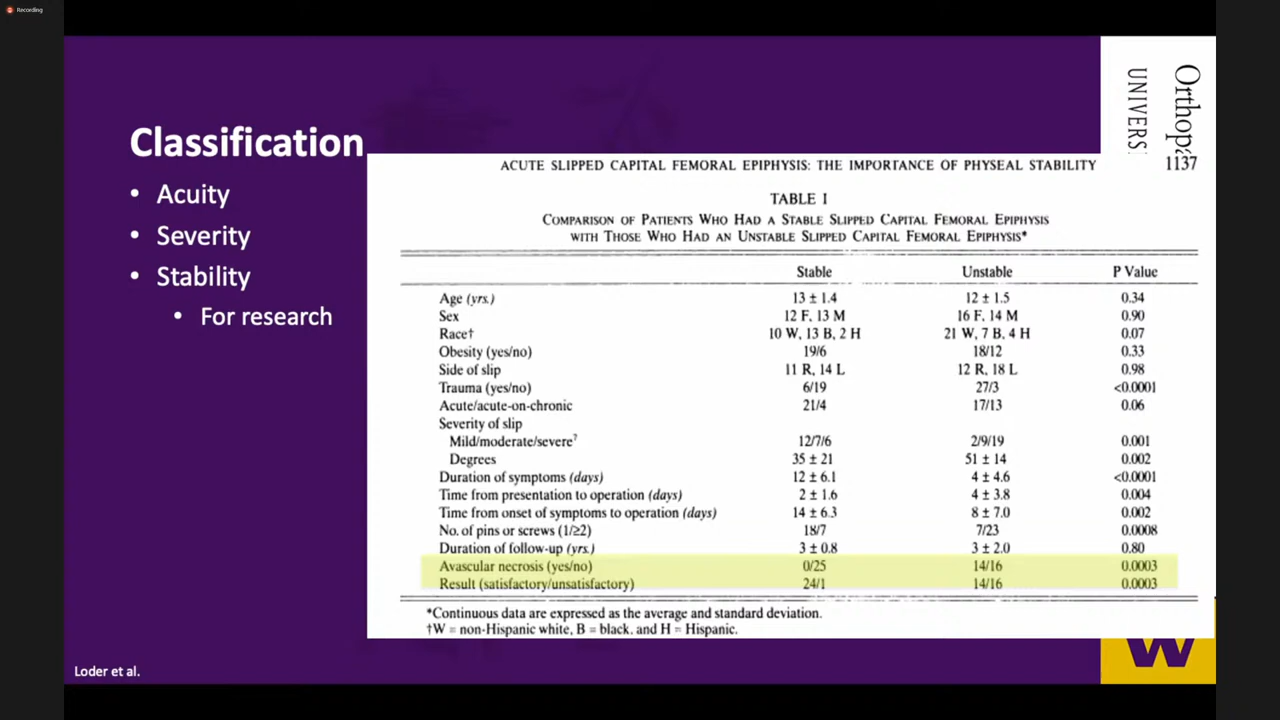 Recording
Classification
• Acuity
• Severity
• Stability
• For research
Orthop
UNIVERS
ACUTE SLIPPED CAPITAL FEMORAL EPIPHYSIS: THE IMPORTANCE OF PHYSEAL STABILITY 1137
TABLE I
COMPARISON OF PATIENTS WHO HAD A STABLE SLIPPED CAPITAL FEMORAL EPIPHYSIS
WITH THOSE WHO HAD AN UNSTABLE SLIPPED CAPITAL FEMORAL EPIPHYSIS*
Stable Unstable P Value
Age (yrs.) 13 ± 1.4 12 ± 1.5 0.34
Sex 12 F, 13 M 16 F, 14 M 0.90
Race† 10 W, 13 B, 2 H 21 W, 7 B, 4 H 0.07
Obesity (yes/no) 19/6 18/12 0.33
Side of slip 11 R, 14 L 12 R, 18 L 0.98
Trauma (yes/no) 6/19 27/3 <0.0001
Acute/acute-on-chronic 21/4 17/13 0.06
Severity of slip
Mild/moderate/severe7 12/7/6 2/9/19 0.001
Degrees 35 ± 21 51 ± 14 0.002
Duration of symptoms (days) 12 ± 6.1 4 ± 4.6 <0.0001
Time from presentation to operation (days) 2 ± 1.6 4 ± 3.8 0.004
Time from onset of symptoms to operation (days) 14 ± 6.3 8 ± 7.0 0.002
No. of pins or screws (1/≥2) 18/7 7/23 0.0008
Duration of follow-up (yrs.) 3 ± 0.8 3 ± 2.0 0.80
Avascular necrosis (yes/no) 0/25 14/16 0.0003
Result (satisfactory/unsatisfactory) 24/1 14/16 0.0003
*Continuous data are expressed as the average and standard deviation.
†W = non-Hispanic white, B = black, and H = Hispanic.
Loder et al.
W